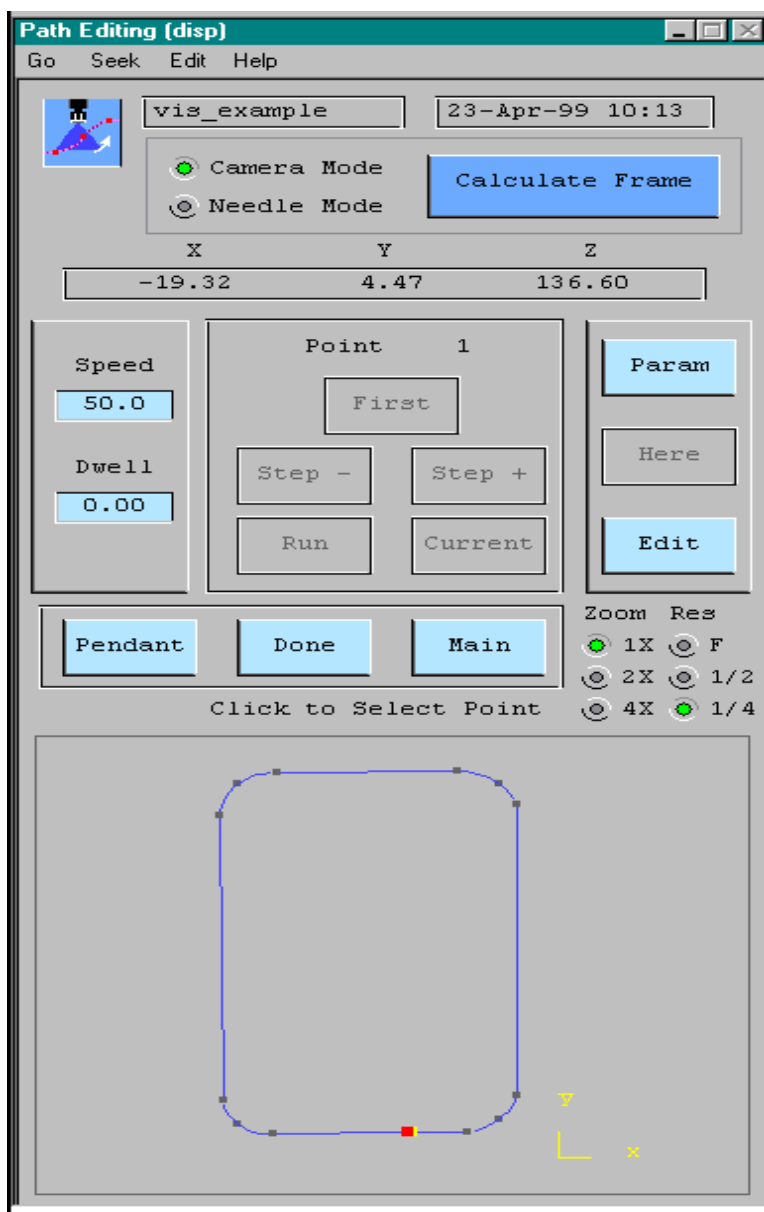 Path Editing (disp)
Go Seek Edit Help
vis_example 23-Apr-99 10:13
Camera Mode
Needle Mode
Calculate Frame
X Y Z
-19.32 4.47 136.60
Speed
50.0
Dwell
0.00
Point 1
First
Step - Step +
Run Current
Param
Here
Edit
Pendant Done Main
Zoom Res
1X F
2X 1/2
4X 1/4
Click to Select Point
y
x